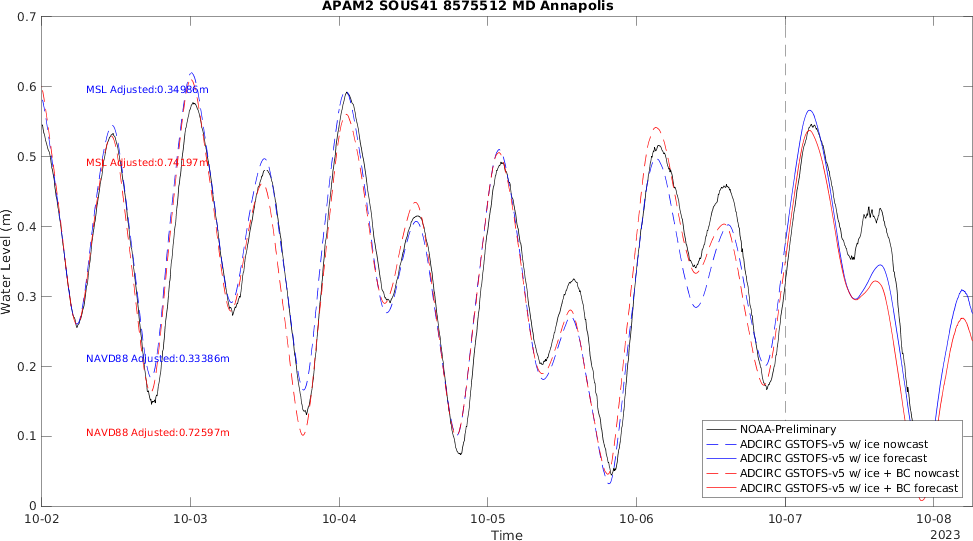 APAM2 SOUS41 8575512 MD Annapolis
0.7
0.6
0.5
0.4
0.3
0.2
0.1
0
Water Level (m)
MSL Adjusted:0.34986m
MSL Adjusted:0.74197m
NAVD88 Adjusted:0.33386m
NAVD88 Adjusted:0.72597m
NOAA-Preliminary
ADCIRC GSTOFS-v5 w/ ice nowcast
ADCIRC GSTOFS-v5 w/ ice forecast
ADCIRC GSTOFS-v5 w/ ice + BC nowcast
ADCIRC GSTOFS-v5 w/ ice + BC forecast
10-02 10-03 10-04 10-05 10-06 10-07 10-08
Time
2023